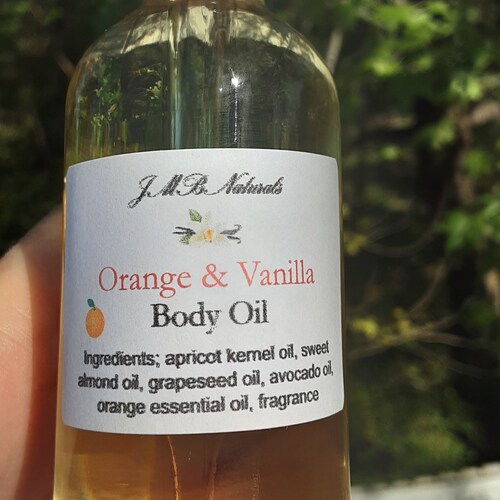 JMB Naturals
Orange & Vanilla
Body Oil
Ingredients; apricot kernel oil, sweet
almond oil, grapeseed oil, avocado oil,
orange essential oil, fragrance